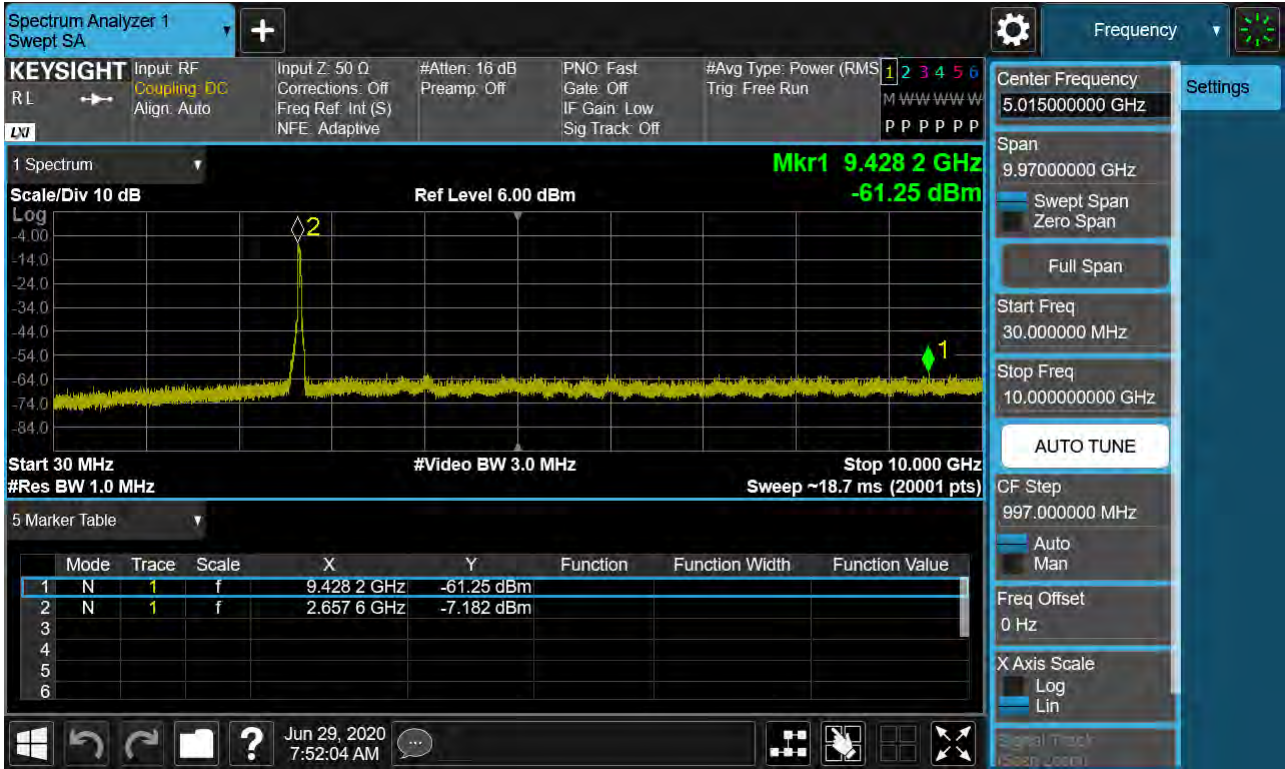 Spectrum Analyzer 1
Swept SA
+
Frequency
KEYSIGHT
R L
LXI
Input: RF
Coupling: DC
Align: Auto
Input Z: 50 Ω
Corrections: Off
Freq Ref: Int (S)
NFE: Adaptive
#Atten: 16 dB
Preamp: Off
PNO: Fast
Gate: Off
IF Gain: Low
Sig Track: Off
#Avg Type: Power (RMS
Trig: Free Run
1 2 3 4 5 6
M W W W W W
P P P P P P
1 Spectrum
Mkr1 9.428 2 GHz
-61.25 dBm
Scale/Div 10 dB
Ref Level 6.00 dBm
Log
-4.00
-14.0
-24.0
-34.0
-44.0
-54.0
-64.0
-74.0
-84.0
2
1
Start 30 MHz
#Video BW 3.0 MHz
Stop 10.000 GHz
#Res BW 1.0 MHz
Sweep ~18.7 ms (20001 pts)
5 Marker Table
Mode Trace Scale X Y Function Function Width Function Value
1 N 1 f 9.428 2 GHz -61.25 dBm
2 N 1 f 2.657 6 GHz -7.182 dBm
3
4
5
6
?
Jun 29, 2020
7:52:04 AM
Center Frequency
5.015000000 GHz
Settings
Span
9.97000000 GHz
Swept Span
Zero Span
Full Span
Start Freq
30.000000 MHz
Stop Freq
10.000000000 GHz
AUTO TUNE
CF Step
997.000000 MHz
Auto
Man
Freq Offset
0 Hz
X Axis Scale
Log
Lin
Signal Track
(Span Zoom)